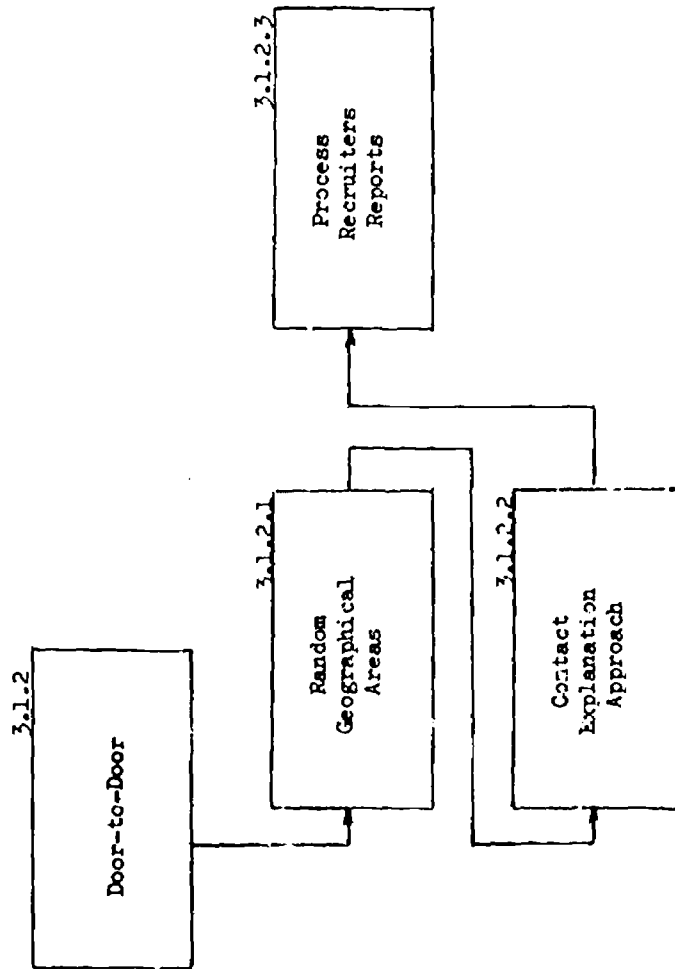 3.1.2
Door-to-Door
3.1.2.1
Random
Geographical
Areas
3.1.2.2
Contact
Explanation
Approach
3.1.2.3
Process
Recruiters
Reports